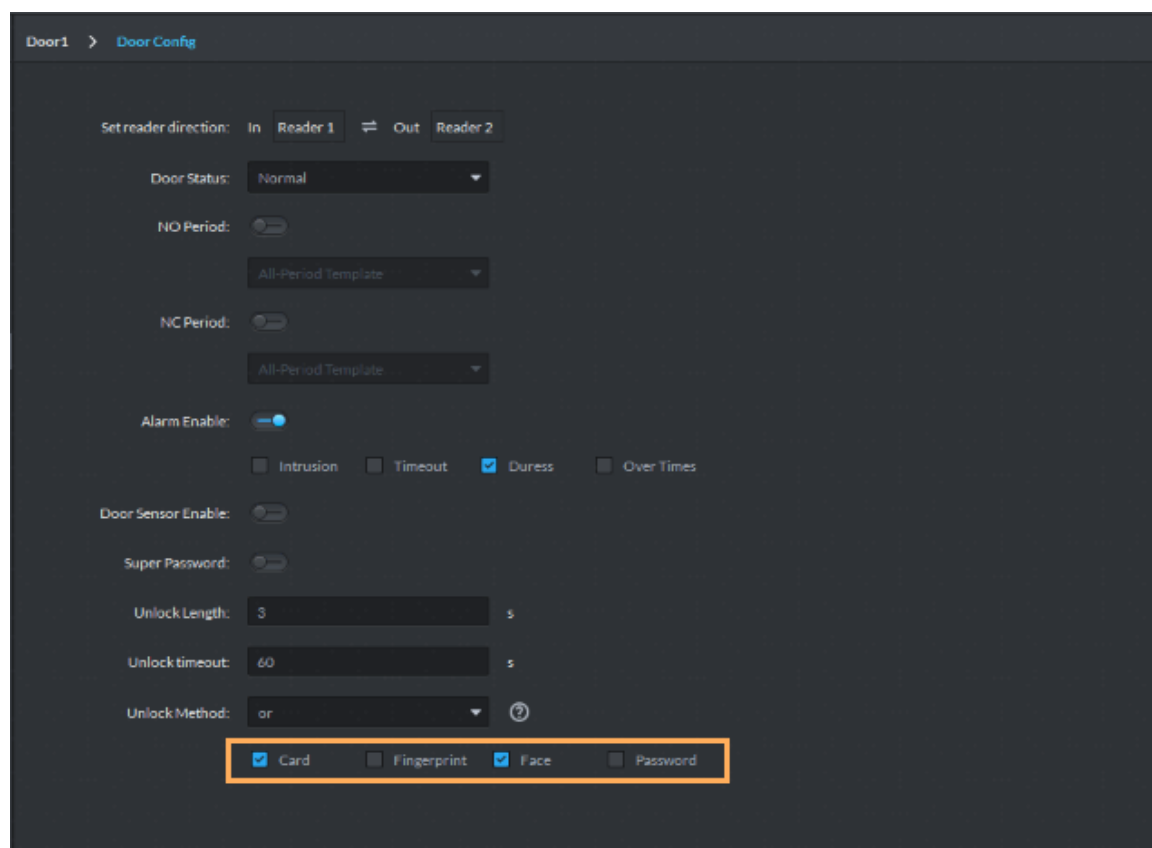 Door1 > Door Config
Set reader direction: In Reader 1 ⇌ Out Reader 2
Door Status: Normal
NO Period:
All-Period Template
NC Period:
All-Period Template
Alarm Enable:
Intrusion Timeout Duress Over Times
Door Sensor Enable:
Super Password:
Unlock Length: 3 s
Unlock timeout: 60 s
Unlock Method: or ?
Card Fingerprint Face Password